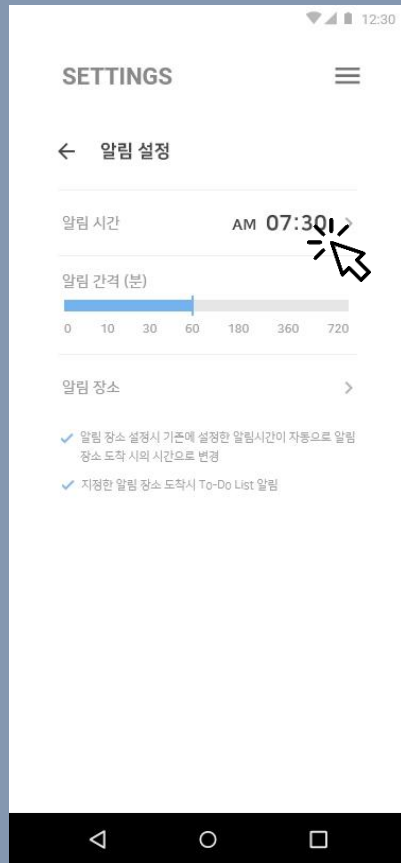 12:30
SETTINGS
알림 설정
알림 시간 AM 07:30
알림 간격 (분)
0 10 30 60 180 360 720
알림 장소
알림 장소 설정시 기존에 설정한 알림시간이 자동으로 알림
장소 도착 시의 시간으로 변경
지정한 알림 장소 도착시 To-Do List 알림